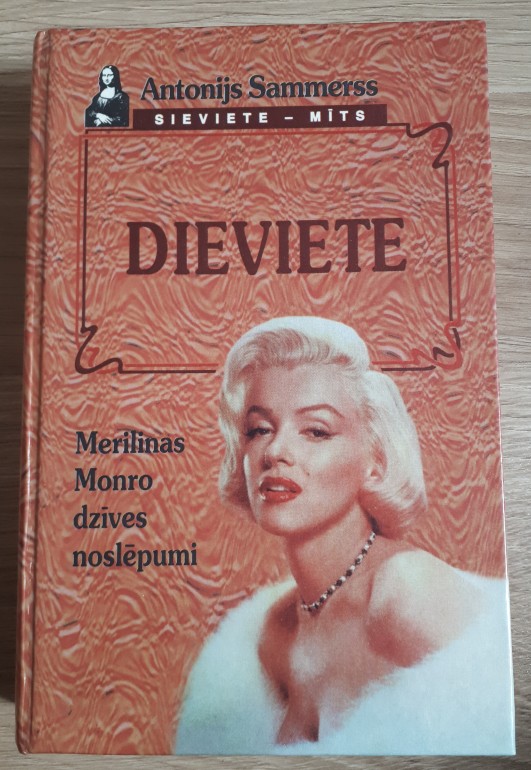 Antonijs Sammerss
SIEVIETE – MĪTS
DIEVIETE
Merilinas
Monro
dzīves
noslēpumi